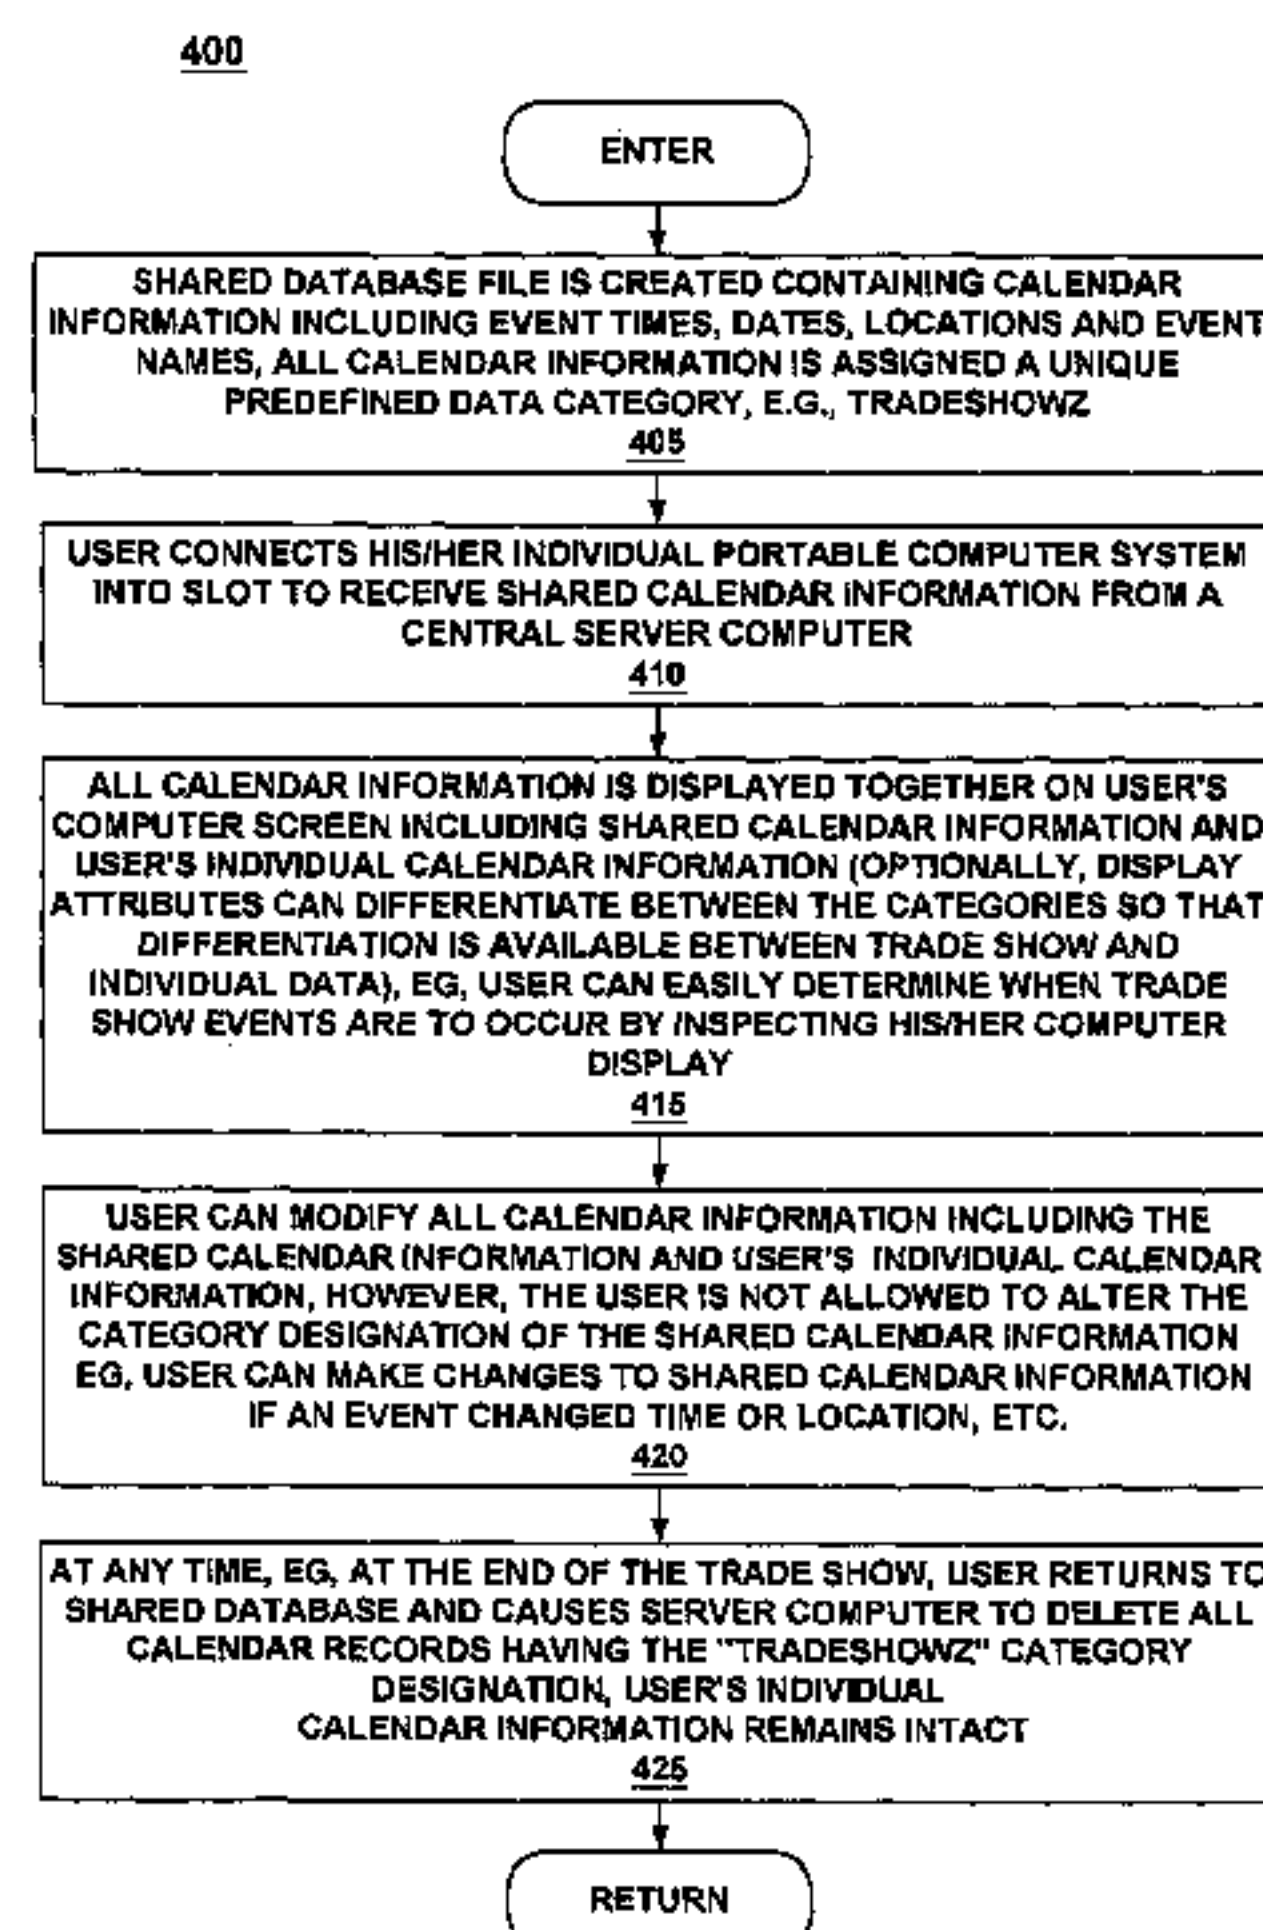 400
ENTER
SHARED DATABASE FILE IS CREATED CONTAINING CALENDAR
INFORMATION INCLUDING EVENT TIMES, DATES, LOCATIONS AND EVENT
NAMES, ALL CALENDAR INFORMATION IS ASSIGNED A UNIQUE
PREDEFINED DATA CATEGORY, E.G., TRADESHOWZ
405
USER CONNECTS HIS/HER INDIVIDUAL PORTABLE COMPUTER SYSTEM
INTO SLOT TO RECEIVE SHARED CALENDAR INFORMATION FROM A
CENTRAL SERVER COMPUTER
410
ALL CALENDAR INFORMATION IS DISPLAYED TOGETHER ON USER'S
COMPUTER SCREEN INCLUDING SHARED CALENDAR INFORMATION AND
USER'S INDIVIDUAL CALENDAR INFORMATION (OPTIONALLY, DISPLAY
ATTRIBUTES CAN DIFFERENTIATE BETWEEN THE CATEGORIES SO THAT
DIFFERENTIATION IS AVAILABLE BETWEEN TRADE SHOW AND
INDIVIDUAL DATA), EG, USER CAN EASILY DETERMINE WHEN TRADE
SHOW EVENTS ARE TO OCCUR BY INSPECTING HIS/HER COMPUTER
DISPLAY
415
USER CAN MODIFY ALL CALENDAR INFORMATION INCLUDING THE
SHARED CALENDAR INFORMATION AND USER'S INDIVIDUAL CALENDAR
INFORMATION, HOWEVER, THE USER IS NOT ALLOWED TO ALTER THE
CATEGORY DESIGNATION OF THE SHARED CALENDAR INFORMATION
EG, USER CAN MAKE CHANGES TO SHARED CALENDAR INFORMATION
IF AN EVENT CHANGED TIME OR LOCATION, ETC.
420
AT ANY TIME, EG, AT THE END OF THE TRADE SHOW, USER RETURNS TO
SHARED DATABASE AND CAUSES SERVER COMPUTER TO DELETE ALL
CALENDAR RECORDS HAVING THE "TRADESHOWZ" CATEGORY
DESIGNATION, USER'S INDIVIDUAL
CALENDAR INFORMATION REMAINS INTACT
425
RETURN